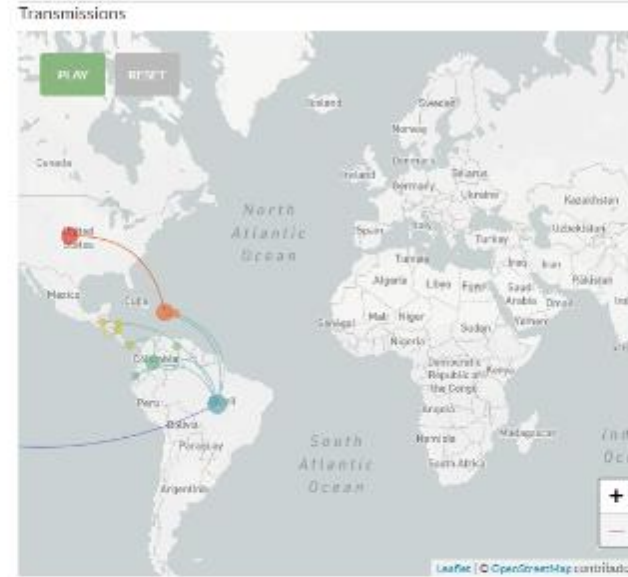 Transmissions
PLAY
RESET
Iceland
Sweden
Norway
Canada
Ireland
Denmark
Belarus
Germany
Ukraine
Kazakhstan
North
Atlantic
Ocean
United
States
Spain
Italy
Turkey
Uzbekistan
Tunisia
Iraq
Iran
Mexico
Cuba
Algeria
Libya
Egypt
Saudi
Arabia
Oman
Pakistan
Senegal
Mali
Niger
Sudan
Yemen
Nigeria
Colombia
Democratic
Republic of
the Congo
Kenya
Peru
Angola
Bolivia
Paraguay
Namibia
Madagascar
South
Atlantic
Ocean
South Africa
Argentina
+
−
Leaflet | © OpenStreetMap contributo